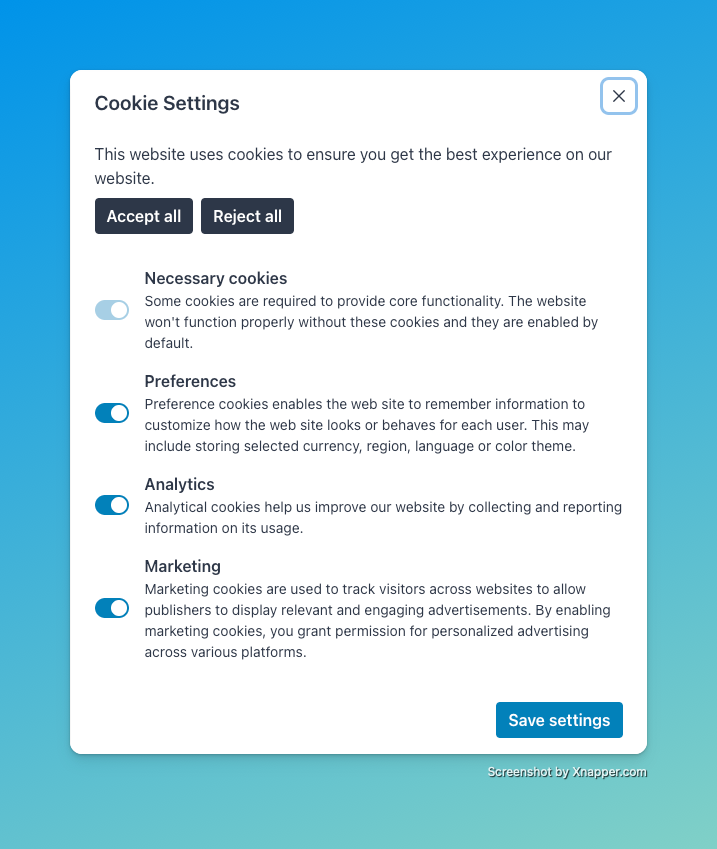 Cookie Settings
This website uses cookies to ensure you get the best experience on our
website.
Accept all
Reject all
Necessary cookies
Some cookies are required to provide core functionality. The website
won't function properly without these cookies and they are enabled by
default.
Preferences
Preference cookies enables the web site to remember information to
customize how the web site looks or behaves for each user. This may
include storing selected currency, region, language or color theme.
Analytics
Analytical cookies help us improve our website by collecting and reporting
information on its usage.
Marketing
Marketing cookies are used to track visitors across websites to allow
publishers to display relevant and engaging advertisements. By enabling
marketing cookies, you grant permission for personalized advertising
across various platforms.
Save settings
Screenshot by Xnapper.com